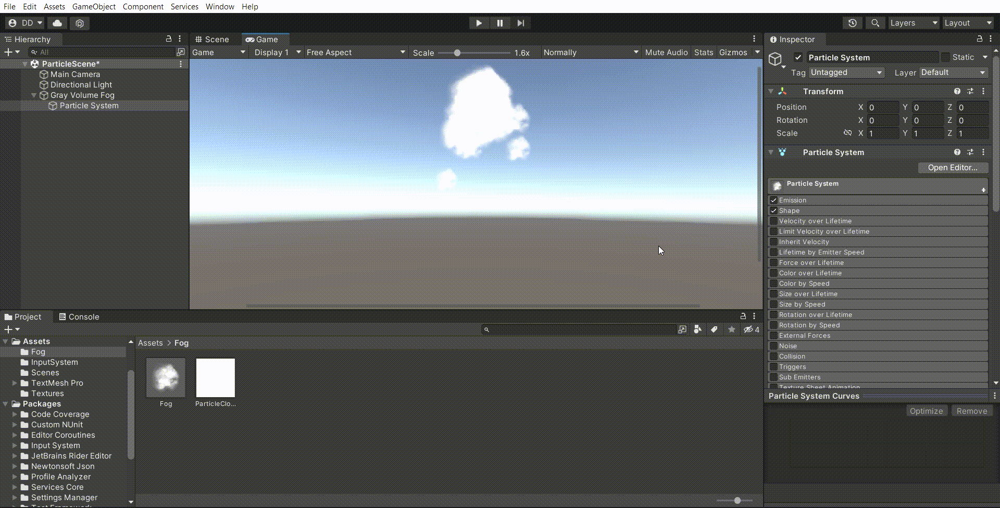 File Edit Assets GameObject Component Services Window Help
DD
Layers Layout
Hierarchy
All
ParticleScene*
Main Camera
Directional Light
Gray Volume Fog
Particle System
Scene Game
Game Display 1 Free Aspect Scale 1.6x Normally Mute Audio Stats Gizmos
Inspector
Particle System Static
Tag Untagged Layer Default
Transform
Position X 0 Y 0 Z 0
Rotation X 0 Y 0 Z 0
Scale X 1 Y 1 Z 1
Particle System
Open Editor...
Particle System
Emission
Shape
Velocity over Lifetime
Limit Velocity over Lifetime
Inherit Velocity
Lifetime by Emitter Speed
Force over Lifetime
Color over Lifetime
Color by Speed
Size over Lifetime
Size by Speed
Rotation over Lifetime
Rotation by Speed
External Forces
Noise
Collision
Triggers
Sub Emitters
Texture Sheet Animation
Particle System Curves
Optimize Remove
Project Console
4
Assets
Fog
InputSystem
Scenes
TextMesh Pro
Textures
Packages
Code Coverage
Custom NUnit
Editor Coroutines
Input System
JetBrains Rider Editor
Newtonsoft Json
Profile Analyzer
Services Core
Settings Manager
Test Framework
Assets > Fog
Fog ParticleClo...